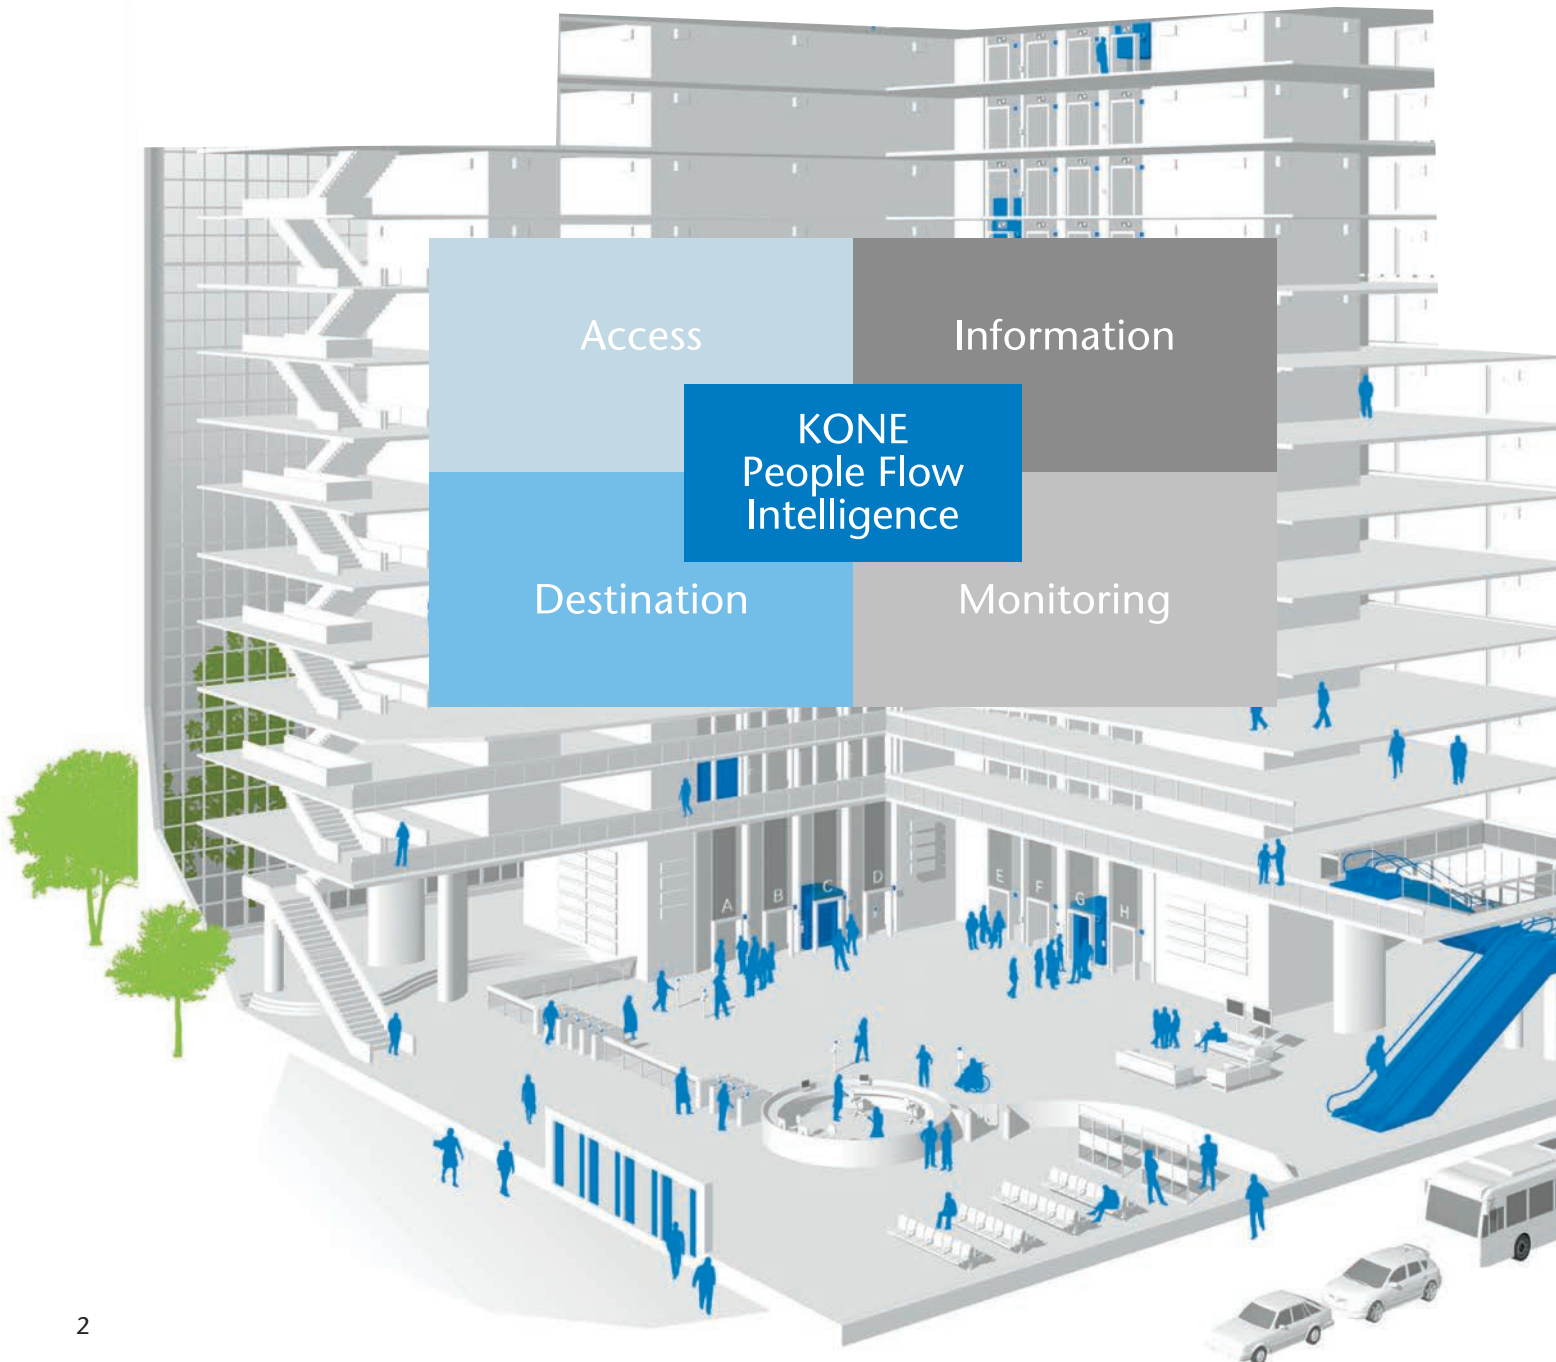 Access
Information
KONE
People Flow
Intelligence
Destination
Monitoring
A
B
C
D
E
F
G
H
2